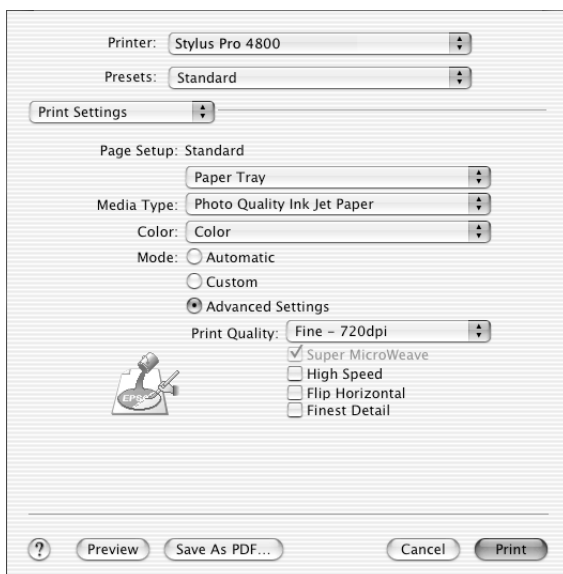 Printer: Stylus Pro 4800
Presets: Standard
Print Settings
Page Setup: Standard
Paper Tray
Media Type: Photo Quality Ink Jet Paper
Color: Color
Mode: Automatic
Custom
Advanced Settings
Print Quality: Fine – 720dpi
Super MicroWeave
High Speed
Flip Horizontal
Finest Detail
EPSO
? Preview Save As PDF... Cancel Print